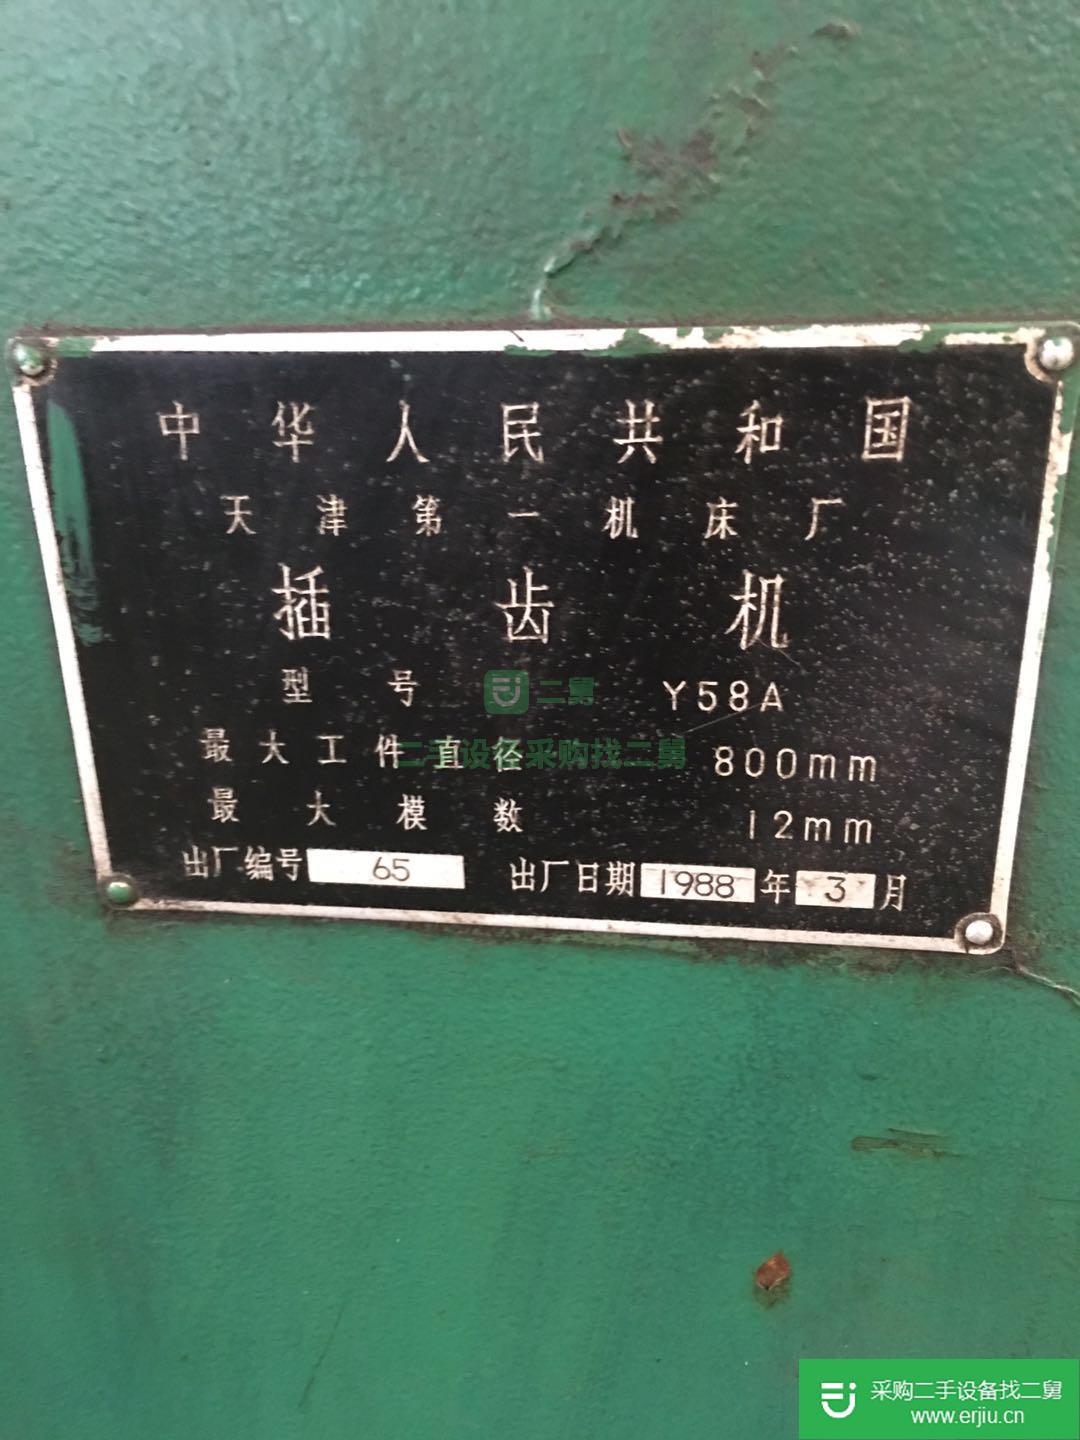 中华人民共和国
天津第一机床厂
插齿机
型号 Y58A
二舅
最大工件直径 800mm
二手设备采购找二舅
最大模数 12mm
出厂编号 65 出厂日期 1988 年 3 月
采购二手设备找二舅
www.erjiu.cn